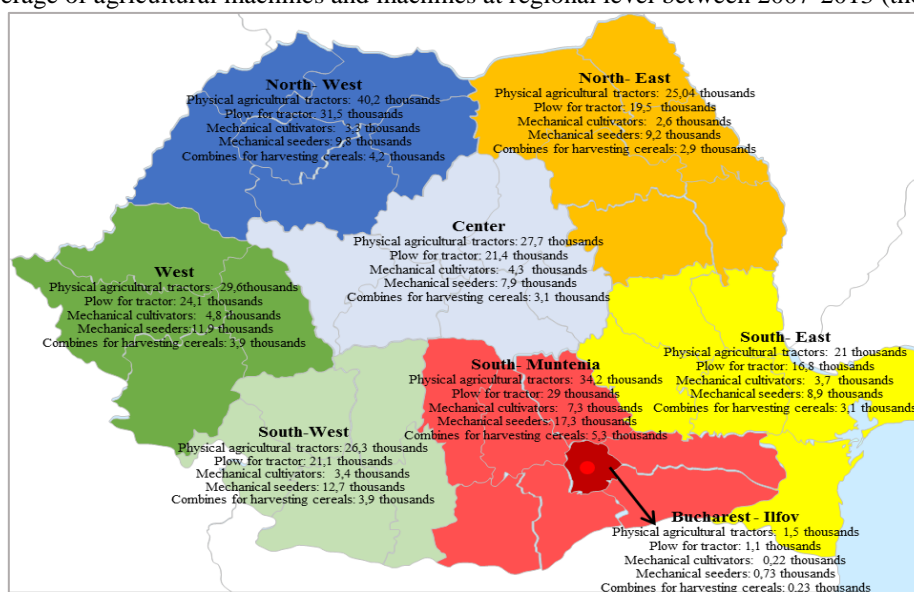 erage of agricultural machines and machines at regional level between 2007-2013 (the
North- West
Physical agricultural tractors: 40,2 thousands
Plow for tractor: 31,5 thousands
Mechanical cultivators: 3,3 thousands
Mechanical seeders: 9,8 thousands
Combines for harvesting cereals: 4,2 thousands
North- East
Physical agricultural tractors: 25,04 thousands
Plow for tractor: 19,5 thousands
Mechanical cultivators: 2,6 thousands
Mechanical seeders: 9,2 thousands
Combines for harvesting cereals: 2,9 thousands
Center
Physical agricultural tractors: 27,7 thousands
Plow for tractor: 21,4 thousands
Mechanical cultivators: 4,3 thousands
Mechanical seeders: 7,9 thousands
Combines for harvesting cereals: 3,1 thousands
West
Physical agricultural tractors: 29,6thousands
Plow for tractor: 24,1 thousands
Mechanical cultivators: 4,8 thousands
Mechanical seeders:11,9 thousands
Combines for harvesting cereals: 3,9 thousands
South- East
Physical agricultural tractors: 21 thousands
Plow for tractor: 16,8 thousands
Mechanical cultivators: 3,7 thousands
Mechanical seeders: 8,9 thousands
Combines for harvesting cereals: 3,1 thousands
South- Muntenia
Physical agricultural tractors: 34,2 thousands
Plow for tractor: 29 thousands
Mechanical cultivators: 7,3 thousands
Mechanical seeders: 17,3 thousands
Combines for harvesting cereals: 5,3 thousands
South-West
Physical agricultural tractors: 26,3 thousands
Plow for tractor: 21,1 thousands
Mechanical cultivators: 3,4 thousands
Mechanical seeders: 12,7 thousands
Combines for harvesting cereals: 3,9 thousands
Bucharest - Ilfov
Physical agricultural tractors: 1,5 thousands
Plow for tractor: 1,1 thousands
Mechanical cultivators: 0,22 thousands
Mechanical seeders: 0,73 thousands
Combines for harvesting cereals: 0,23 thousands